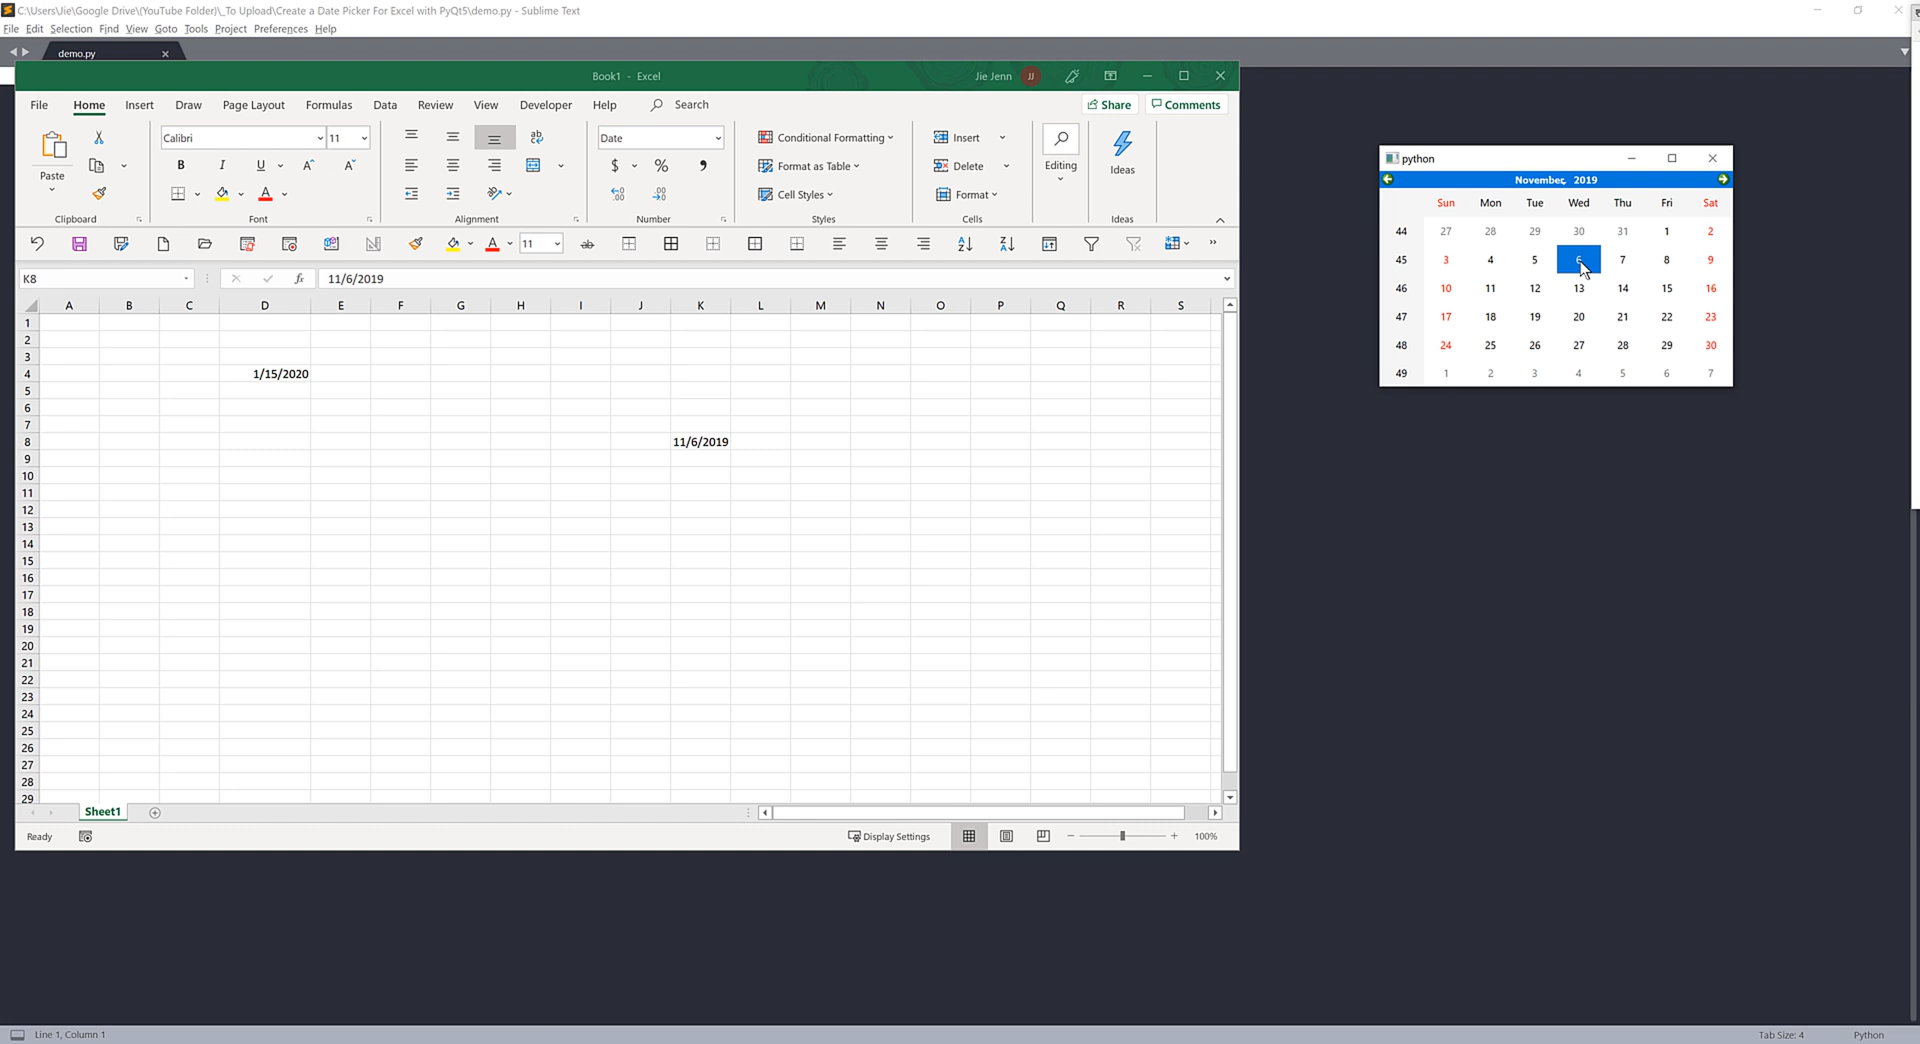 C:\Users\Jie\Google Drive\(YouTube Folder)\_To Upload\Create a Date Picker For Excel with PyQt5\demo.py - Sublime Text
File Edit Selection Find View Goto Tools Project Preferences Help
demo.py
Book1 - Excel
Jie Jenn JJ
File Home Insert Draw Page Layout Formulas Data Review View Developer Help Search
Share Comments
Calibri 11
Date
Conditional Formatting
Insert
Paste
B I U
$ % 9
Format as Table
Delete
Editing
Ideas
Cell Styles
Format
Clipboard Font Alignment Number Styles Cells Ideas
11
K8
fx 11/6/2019
A B C D E F G H I J K L M N O P Q R S
1
2
3
4 1/15/2020
5
6
7
8 11/6/2019
9
10
11
12
13
14
15
16
17
18
19
20
21
22
23
24
25
26
27
28
29
Sheet1
Ready
Display Settings
100%
python
November, 2019
Sun Mon Tue Wed Thu Fri Sat
44 27 28 29 30 31 1 2
45 3 4 5 6 7 8 9
46 10 11 12 13 14 15 16
47 17 18 19 20 21 22 23
48 24 25 26 27 28 29 30
49 1 2 3 4 5 6 7
Line 1, Column 1
Tab Size: 4
Python